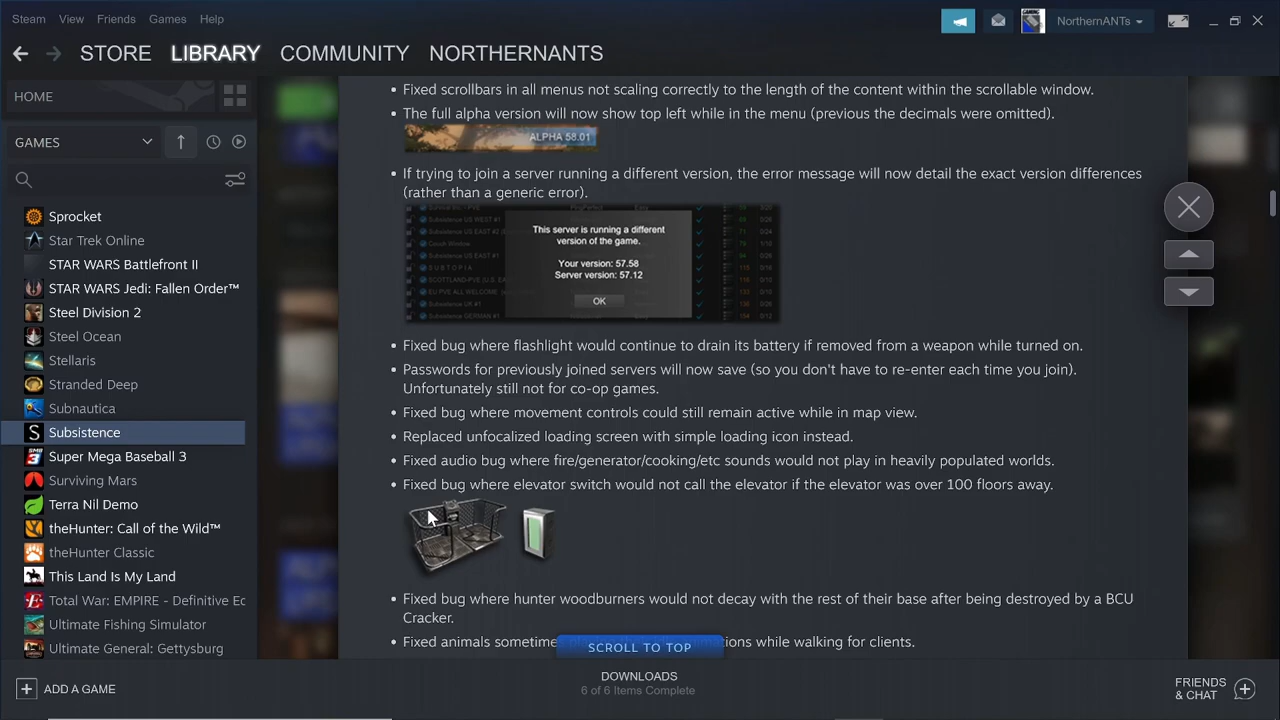 Steam View Friends Games Help
NorthernANTs
STORE LIBRARY COMMUNITY NORTHERNANTS
HOME
GAMES
Sprocket
Star Trek Online
STAR WARS Battlefront II
STAR WARS Jedi: Fallen Order™
Steel Division 2
Steel Ocean
Stellaris
Stranded Deep
Subnautica
Subsistence
Super Mega Baseball 3
Surviving Mars
Terra Nil Demo
theHunter: Call of the Wild™
theHunter Classic
This Land Is My Land
Total War: EMPIRE - Definitive Ec
Ultimate Fishing Simulator
Ultimate General: Gettysburg
• Fixed scrollbars in all menus not scaling correctly to the length of the content within the scrollable window.
• The full alpha version will now show top left while in the menu (previous the decimals were omitted).
ALPHA 58.01
• If trying to join a server running a different version, the error message will now detail the exact version differences
(rather than a generic error).
This server is running a different
version of the game.
Your version: 57.58
Server version: 57.12
OK
• Fixed bug where flashlight would continue to drain its battery if removed from a weapon while turned on.
• Passwords for previously joined servers will now save (so you don't have to re-enter each time you join).
Unfortunately still not for co-op games.
• Fixed bug where movement controls could still remain active while in map view.
• Replaced unfocalized loading screen with simple loading icon instead.
• Fixed audio bug where fire/generator/cooking/etc sounds would not play in heavily populated worlds.
• Fixed bug where elevator switch would not call the elevator if the elevator was over 100 floors away.
• Fixed bug where hunter woodburners would not decay with the rest of their base after being destroyed by a BCU
Cracker.
• Fixed animals sometime tions while walking for clients.
SCROLL TO TOP
ADD A GAME
DOWNLOADS
6 of 6 Items Complete
FRIENDS
& CHAT